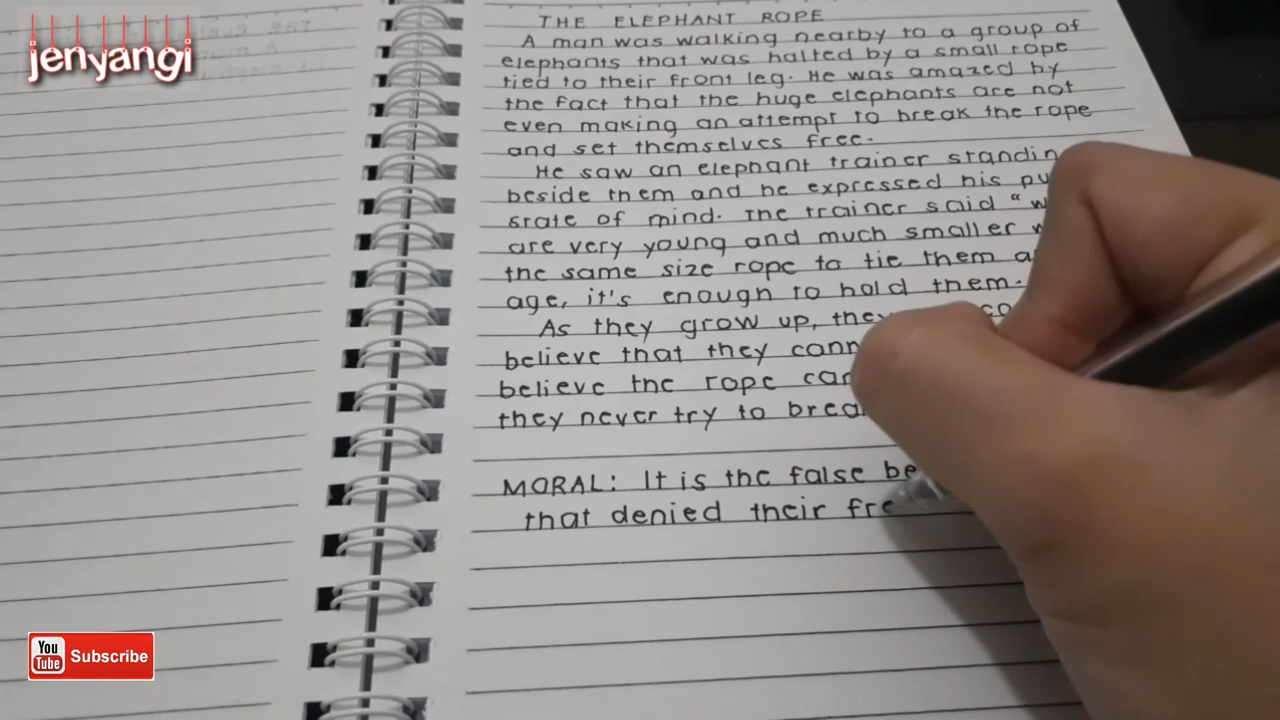 jenyangi
THE ELEPHANT ROPE
A man was walking nearby to a group of
elephants that was halted by a small rope
tied to their front leg. He was amazed by
the fact that the huge elephants are not
even making an attempt to break the rope
and set themselves free.
He saw an elephant trainer standin
beside them and he expressed his pu
state of mind. The trainer said "w
are very young and much smaller w
the same size rope to tie them a
age, it's enough to hold them.
As they grow up, they co
believe that they cann
believe the rope can
they never try to brea
MORAL: It is the false be
that denied their fre
You
Tube Subscribe